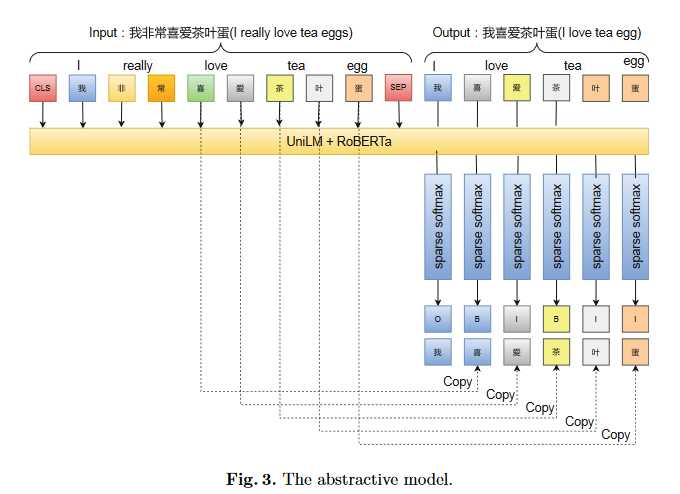 Input : 我非常喜爱茶叶蛋(I really love tea eggs)
Output : 我喜爱茶叶蛋(I love tea egg)
I really love tea egg
I love tea egg
CLS 我 非 常 喜 爱 茶 叶 蛋 SEP
我 喜 爱 茶 叶 蛋
UniLM + RoBERTa
sparse softmax
sparse softmax
sparse softmax
sparse softmax
sparse softmax
sparse softmax
O B I B I I
我 喜 爱 茶 叶 蛋
Copy
Copy
Copy
Copy
Copy
Fig. 3. The abstractive model.